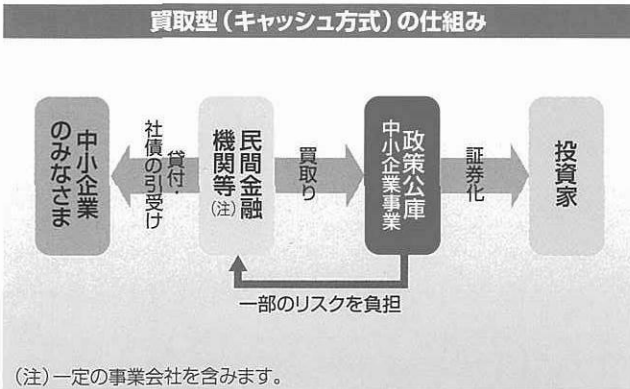 買取型(キャッシュ方式)の仕組み
中小企業
のみなさま
貸付・
社債の引受け
民間金融
機関等
(注)
買取り
政策公庫
中小企業事業
証券化
投資家
一部のリスクを負担
(注)一定の事業会社を含みます。